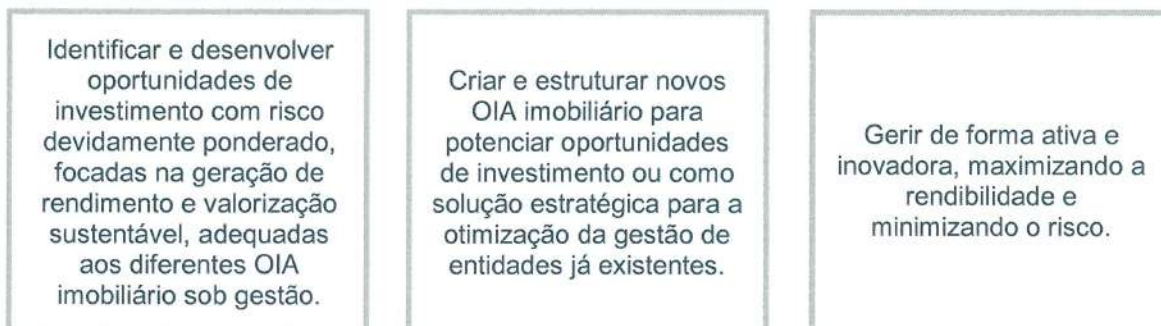 Identificar e desenvolver
oportunidades de
investimento com risco
devidamente ponderado,
focadas na geração de
rendimento e valorização
sustentável, adequadas
aos diferentes OIA
imobiliário sob gestão.
Criar e estruturar novos
OIA imobiliário para
potenciar oportunidades
de investimento ou como
solução estratégica para a
otimização da gestão de
entidades já existentes.
Gerir de forma ativa e
inovadora, maximizando a
rendibilidade e
minimizando o risco.